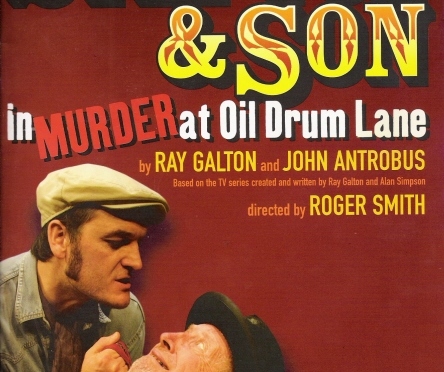 & SON
in MURDER at Oil Drum Lane
by RAY GALTON and JOHN ANTROBUS
Based on the TV series created and written by Ray Galton and Alan Simpson
directed by ROGER SMITH